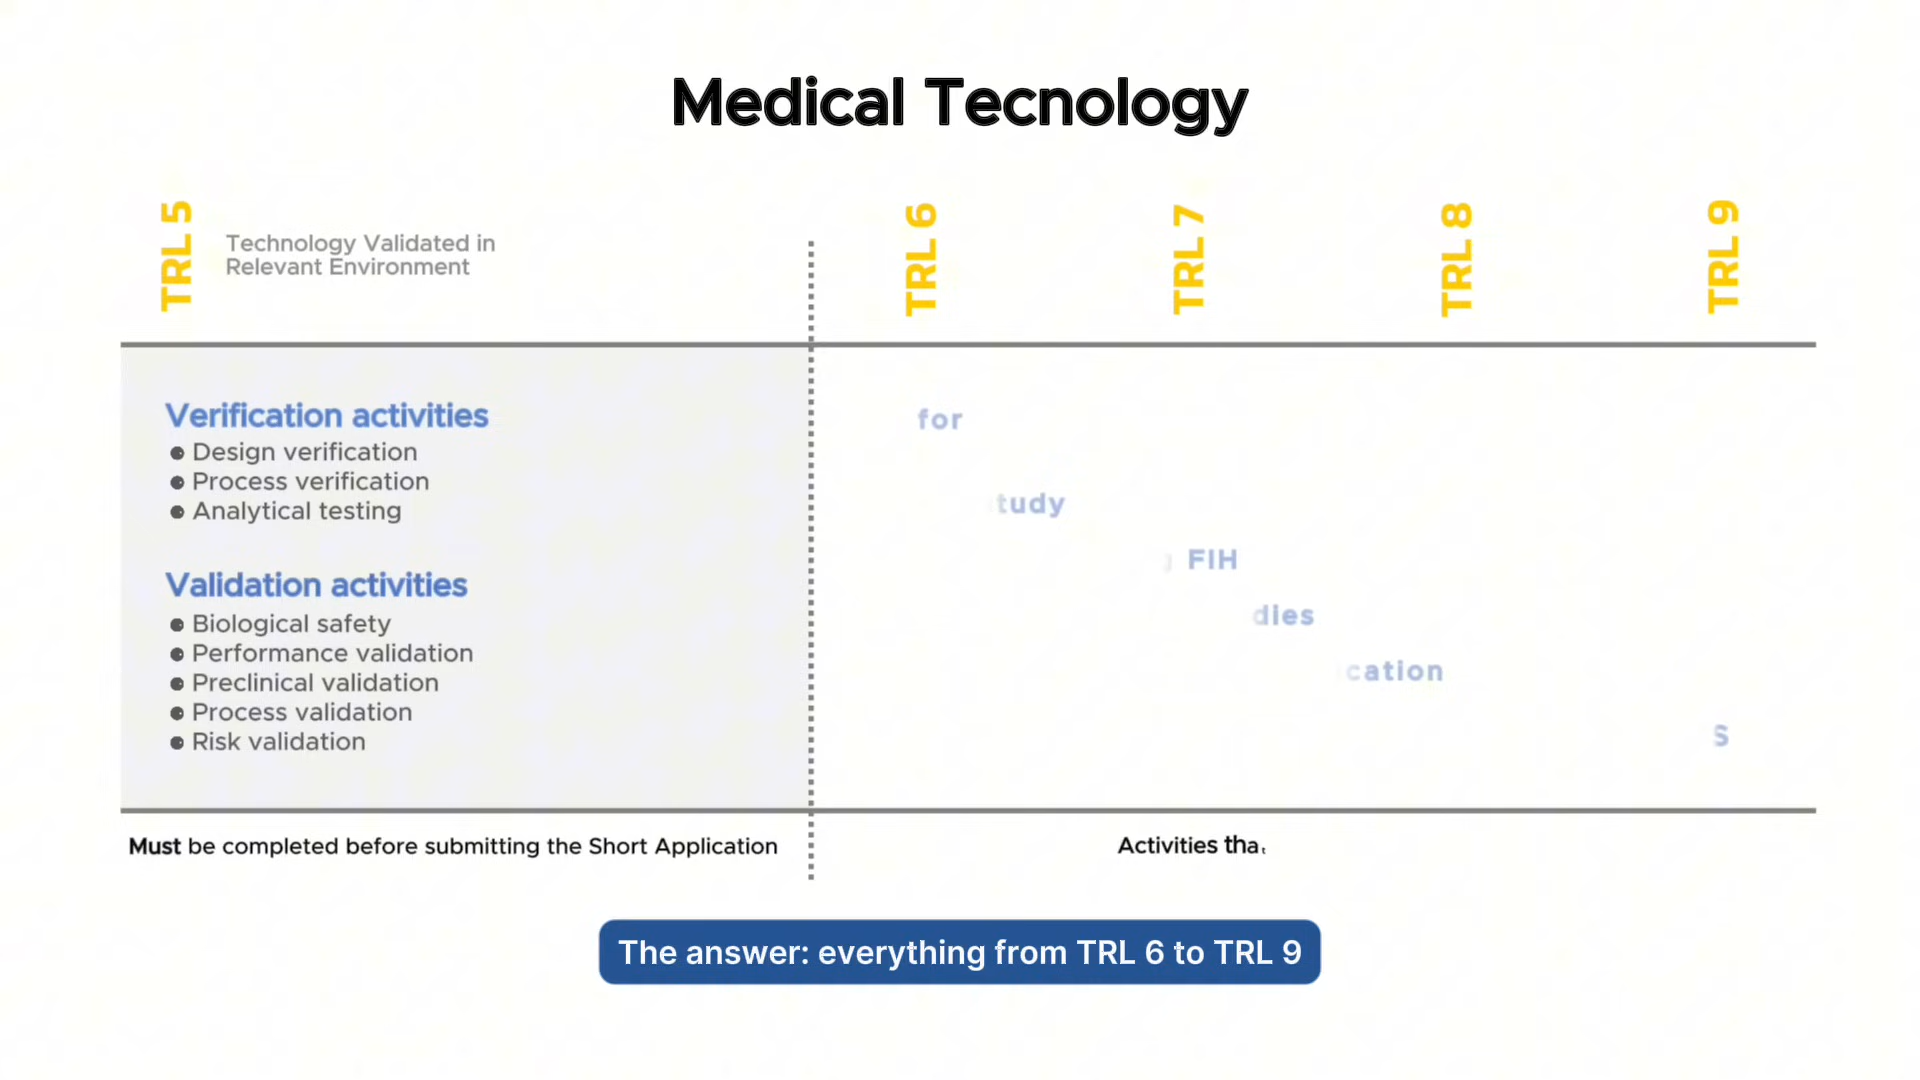 Medical Tecnology
TRL 5
Technology Validated in
Relevant Environment
TRL 6
TRL 7
TRL 8
TRL 9
Verification activities
Design verification
Process verification
Analytical testing
Validation activities
Biological safety
Performance validation
Preclinical validation
Process validation
Risk validation
for
tudy
FIH
dies
cation
S
Must be completed before submitting the Short Application
Activities that
The answer: everything from TRL 6 to TRL 9